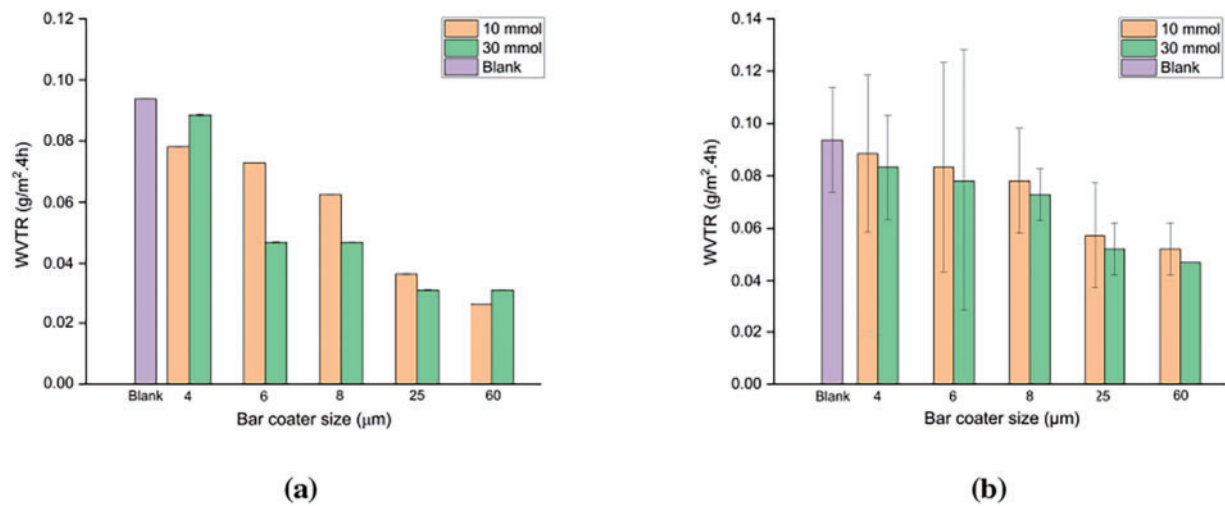 0.12
0.10
0.08
0.06
0.04
0.02
0.00
WVTR (g/m².4h)
10 mmol
30 mmol
Blank
Blank 4 6 8 25 60
Bar coater size (μm)
(a)
0.14
0.12
0.10
0.08
0.06
0.04
0.02
0.00
WVTR (g/m².4h)
10 mmol
30 mmol
Blank
Blank 4 6 8 25 60
Bar coater size (µm)
(b)